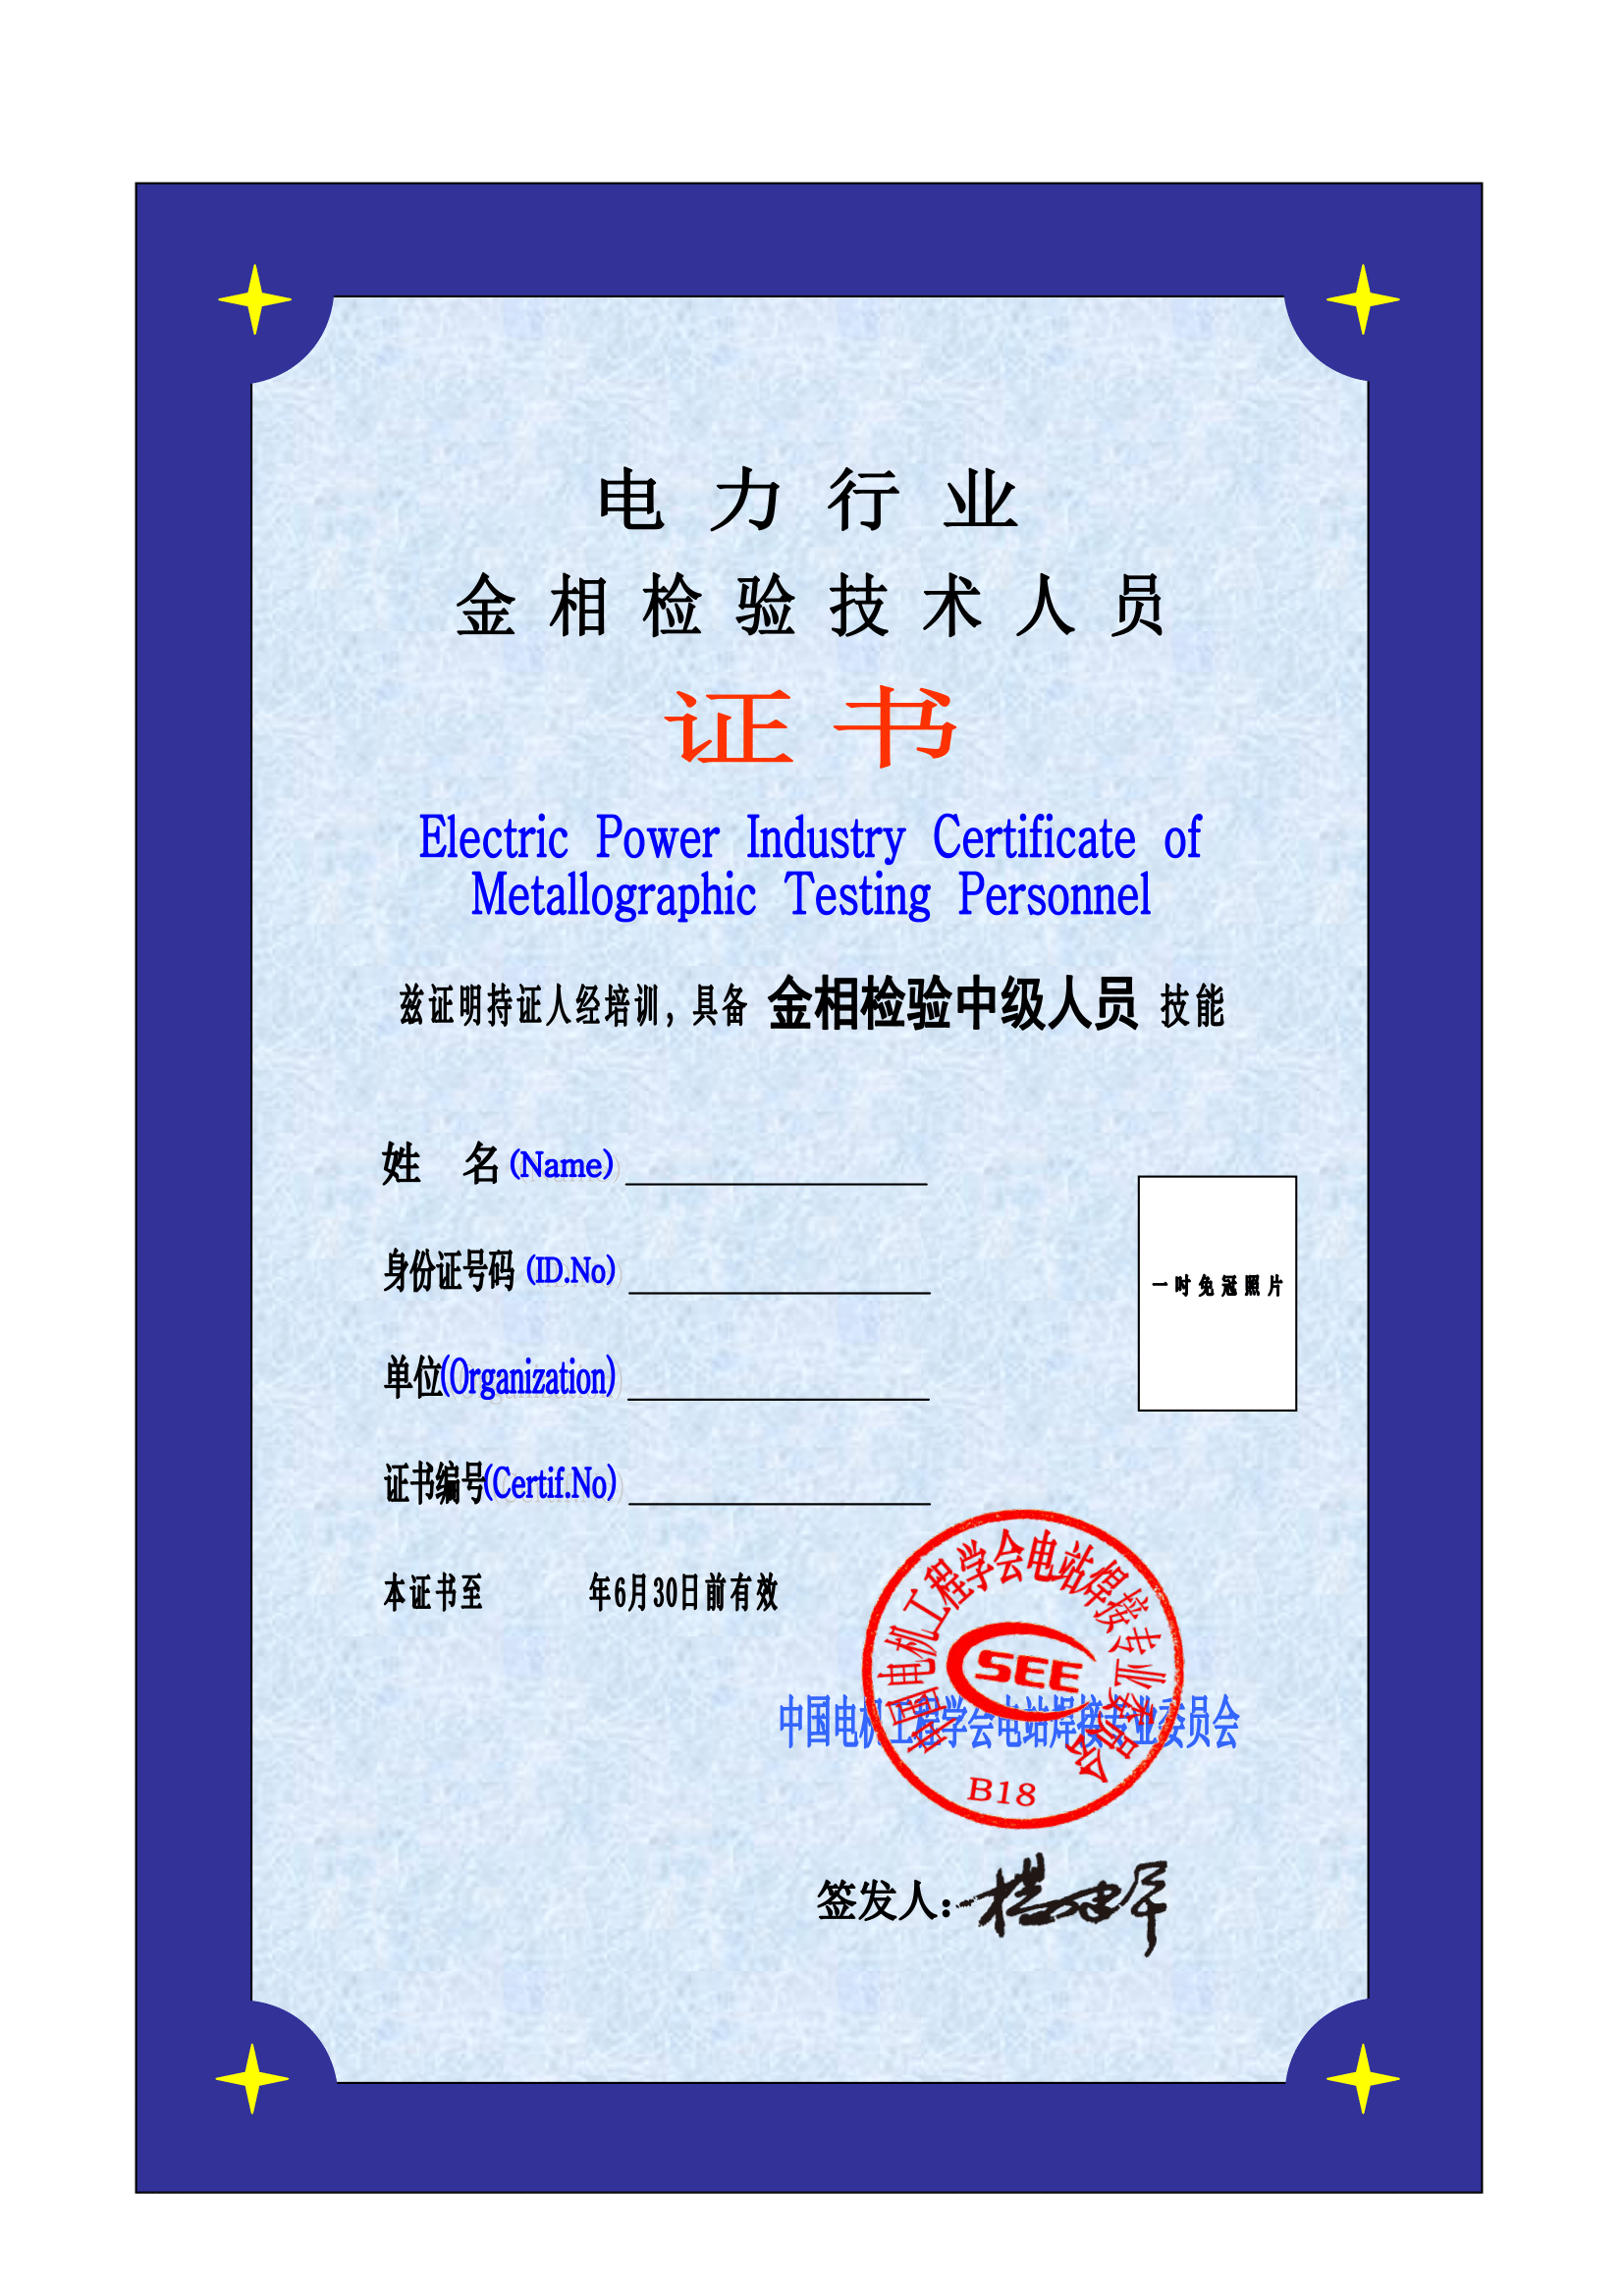 电力行业
金相检验技术人员
证书
Electric Power Industry Certificate of
Metallographic Testing Personnel
兹证明持证人经培训，具备 金相检验中级人员 技能
姓 名 (Name)
身份证号码 (ID.No)
一吋免冠照片
单位(Organization)
证书编号(Certif.No)
本证书至 年6月30日前有效
中国电机工程学会电站焊接专业委员会
CSEE
中国电机工程学会电站焊接专业委员会
B18
签发人：